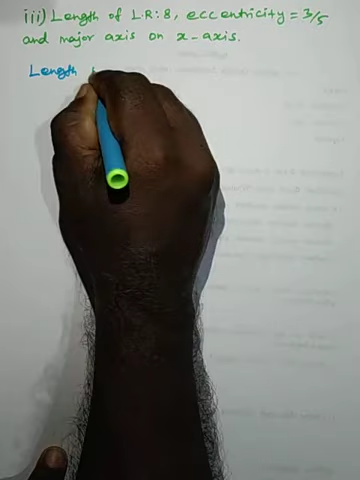 iii) Length of L.R: 8, eccentricity = 3/5
and major axis on x-axis.
Length